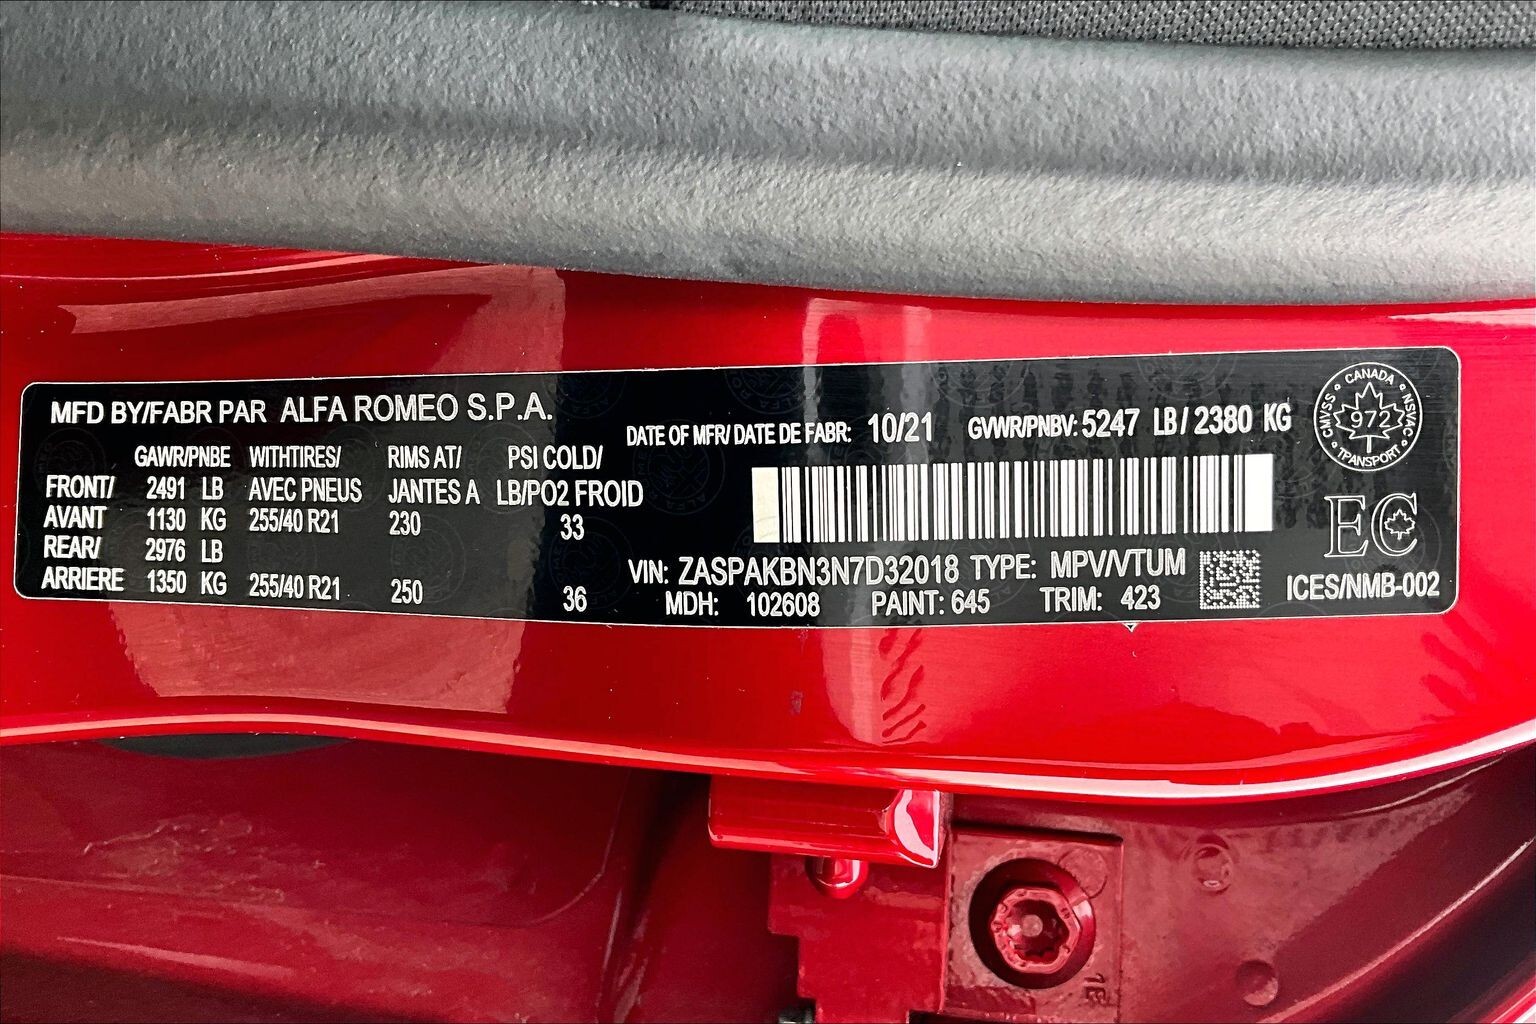 MFD BY/FABR PAR ALFA ROMEO S.P.A.
DATE OF MFR/ DATE DE FABR: 10/21 GVWR/PNBV: 5247 LB / 2380 KG
GAWR/PNBE WITHTIRES/ RIMS AT/ PSI COLD/
FRONT/ 2491 LB AVEC PNEUS JANTES A LB/PO2 FROID
AVANT 1130 KG 255/40 R21 230 33
REAR/ 2976 LB
ARRIERE 1350 KG 255/40 R21 250 36
VIN: ZASPAKBN3N7D32018 TYPE: MPV/VTUM
MDH: 102608 PAINT: 645 TRIM: 423
CANADA
CMVSS 972 NSVAC
TRANSPORT
EC
ICES/NMB-002